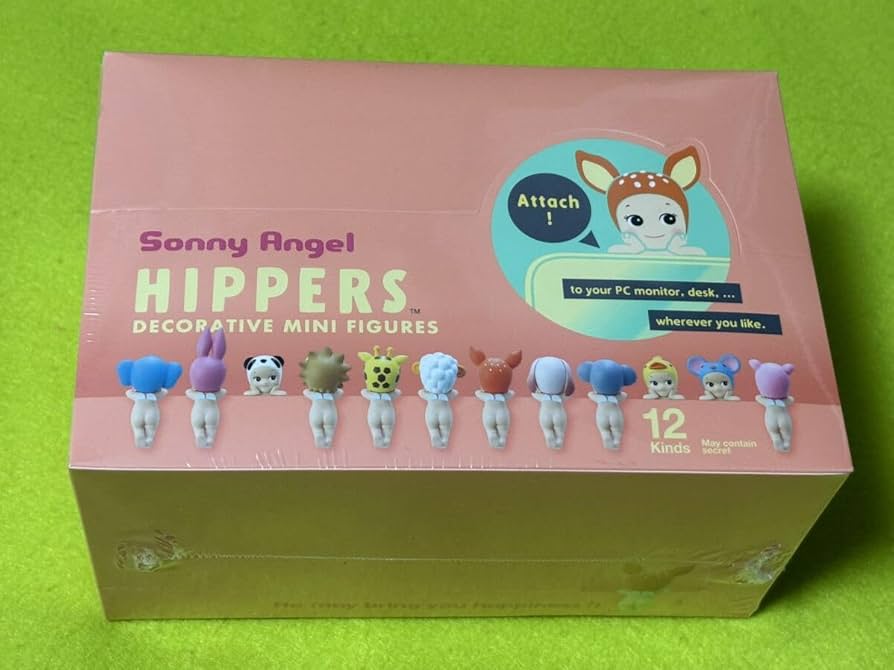 Sonny Angel
HIPPERS™
DECORATIVE MINI FIGURES
Attach
!
to your PC monitor, desk, ...
wherever you like.
12
Kinds
May contain
secret
He may bring you happiness !!